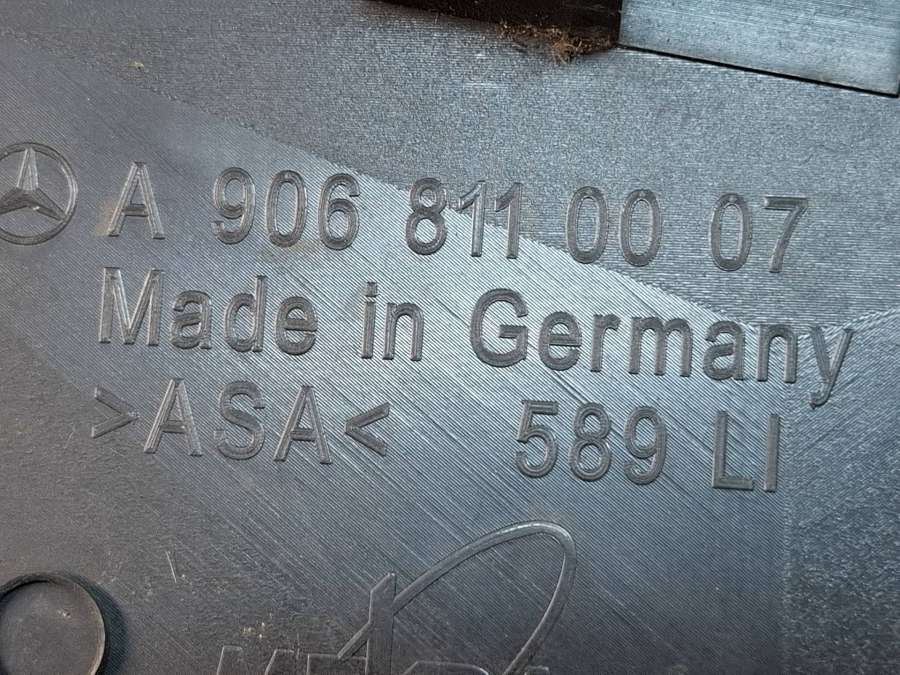 A 906 811 00 07
Made in Germany
>ASA< 589 LI